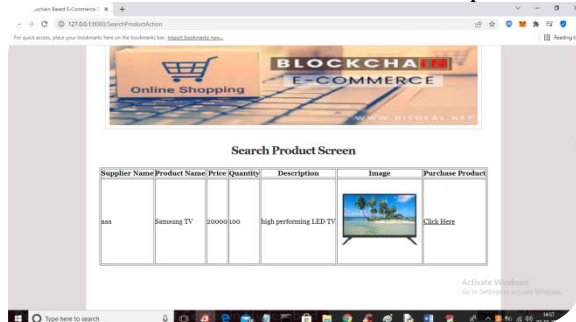 chain Based E-Commerce
127.0.0.1:8000/SearchProductAction
For quick access, place your bookmarks here on the bookmarks bar. Import bookmarks now...
Reading
Online Shopping
BLOCKCHAIN
E-COMMERCE
WWW.BITDEAL.NET
Search Product Screen
Supplier Name Product Name Price Quantity Description Image Purchase Product
aaa Samsung TV 20000 100 high performing LED TV Click Here
Activate Windows
Go to Settings to activate Windows.
Type here to search
14:57